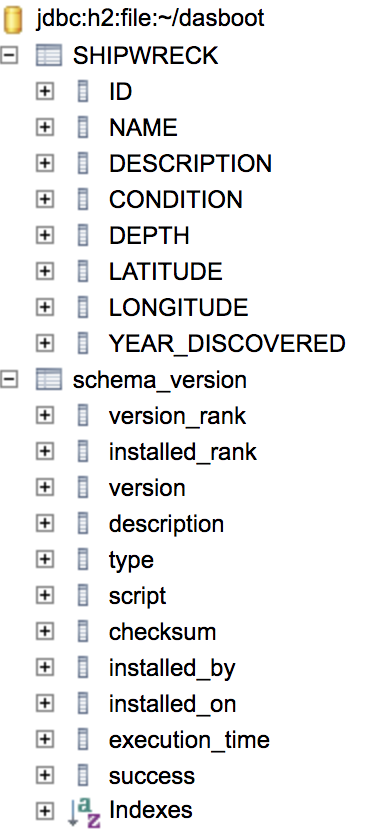 jdbc:h2:file:~/dasboot
SHIPWRECK
ID
NAME
DESCRIPTION
CONDITION
DEPTH
LATITUDE
LONGITUDE
YEAR_DISCOVERED
schema_version
version_rank
installed_rank
version
description
type
script
checksum
installed_by
installed_on
execution_time
success
Indexes